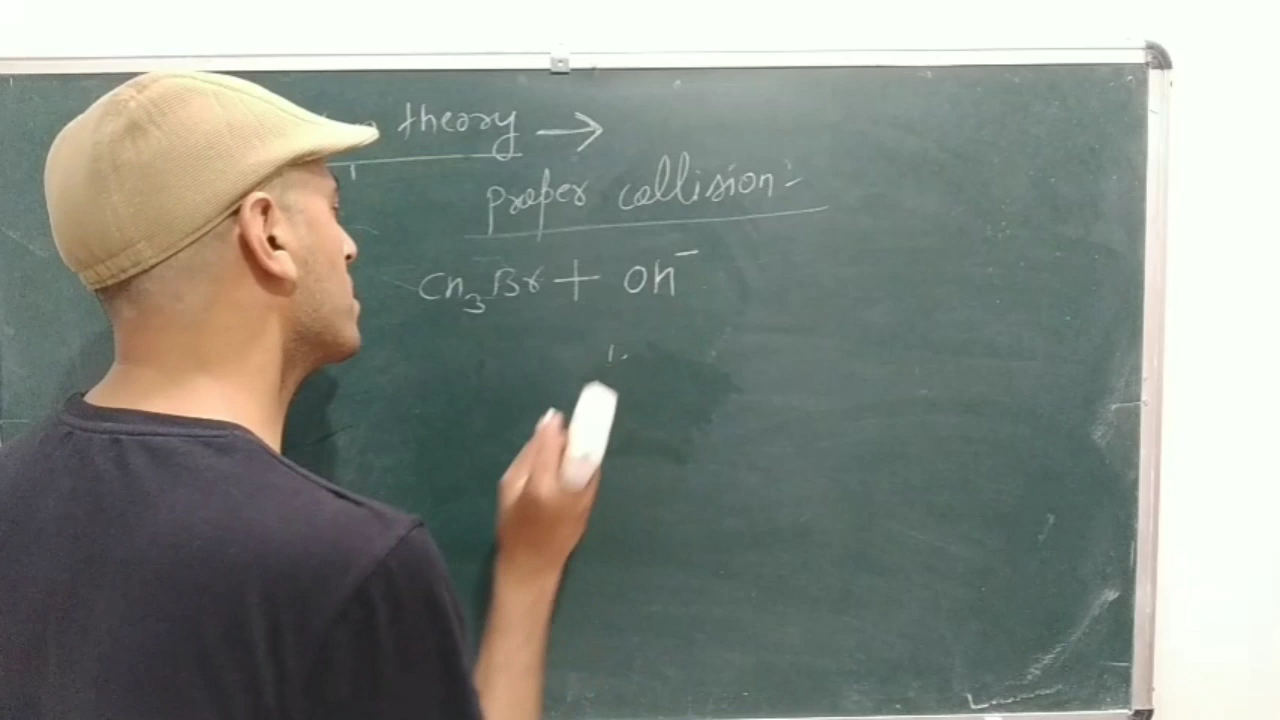 theory →
proper collision:-
CH₃Br + OH⁻